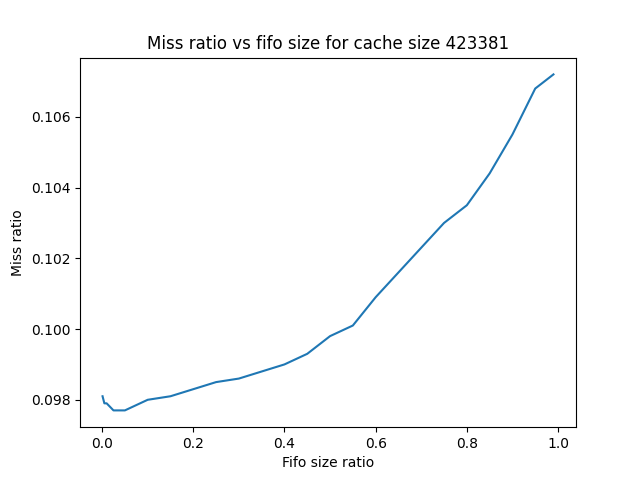 Miss ratio vs fifo size for cache size 423381
0.106
0.104
0.102
0.100
0.098
Miss ratio
0.0 0.2 0.4 0.6 0.8 1.0
Fifo size ratio